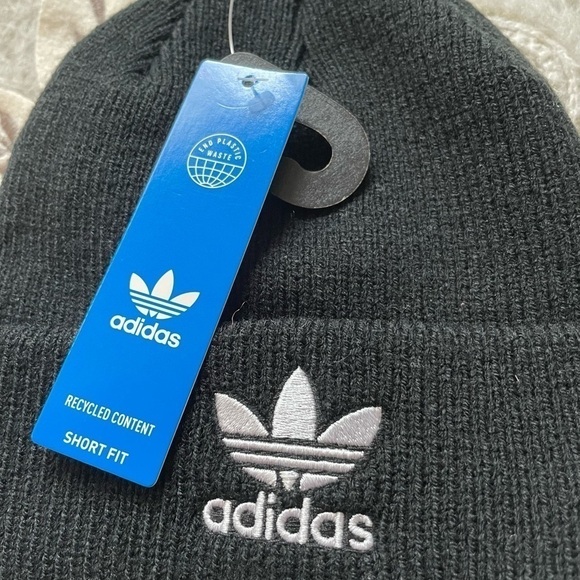 END PLASTIC
WASTE
adidas
RECYCLED CONTENT
SHORT FIT
adidas